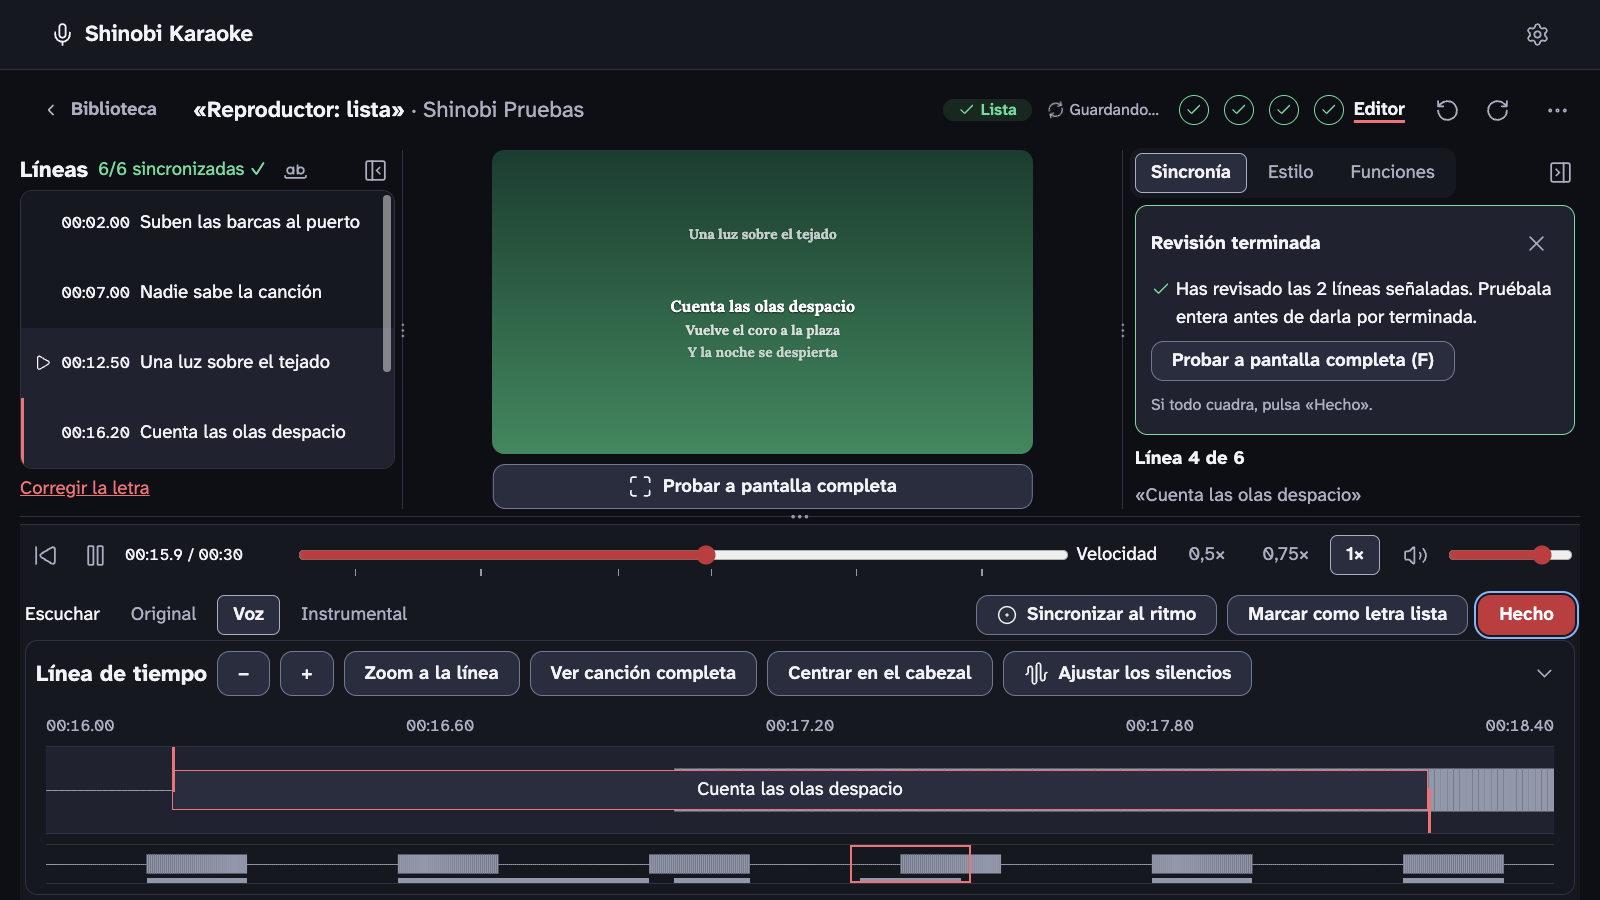 Shinobi Karaoke
Biblioteca
«Reproductor: lista» · Shinobi Pruebas
Lista
Guardando...
Editor
Líneas 6/6 sincronizadas
ab
00:02.00 Suben las barcas al puerto
00:07.00 Nadie sabe la canción
00:12.50 Una luz sobre el tejado
00:16.20 Cuenta las olas despacio
Corregir la letra
Una luz sobre el tejado
Cuenta las olas despacio
Vuelve el coro a la plaza
Y la noche se despierta
Probar a pantalla completa
Sincronía
Estilo
Funciones
Revisión terminada
Has revisado las 2 líneas señaladas. Pruébala
entera antes de darla por terminada.
Probar a pantalla completa (F)
Si todo cuadra, pulsa «Hecho».
Línea 4 de 6
«Cuenta las olas despacio»
00:15.9 / 00:30
Velocidad
0,5×
0,75×
1×
Escuchar
Original
Voz
Instrumental
Sincronizar al ritmo
Marcar como letra lista
Hecho
Línea de tiempo
−
+
Zoom a la línea
Ver canción completa
Centrar en el cabezal
Ajustar los silencios
00:16.00
00:16.60
00:17.20
00:17.80
00:18.40
Cuenta las olas despacio